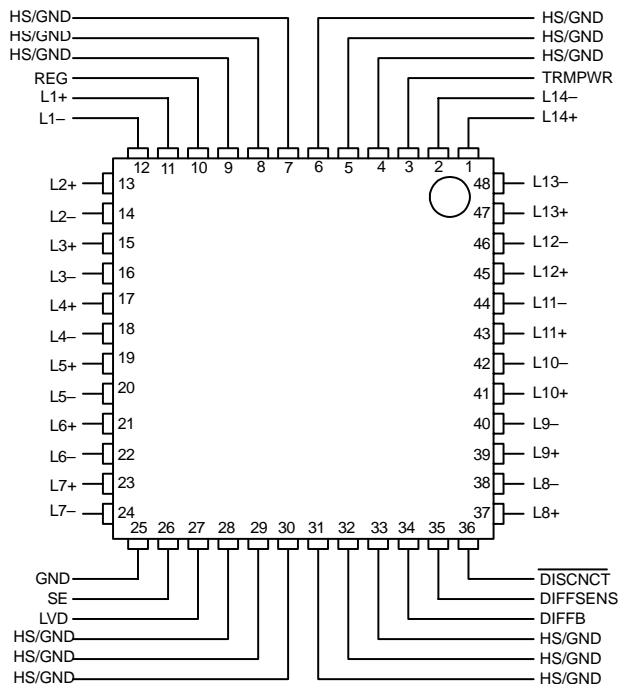 HS/GND HS/GND
HS/GND HS/GND
HS/GND HS/GND
REG TRMPWR
L1+ L14–
L1– L14+
12 11 10 9 8 7 6 5 4 3 2 1
L2+ 13 48 L13–
L2– 14 47 L13+
L3+ 15 46 L12–
L3– 16 45 L12+
L4+ 17 44 L11–
L4– 18 43 L11+
L5+ 19 42 L10–
L5– 20 41 L10+
L6+ 21 40 L9–
L6– 22 39 L9+
L7+ 23 38 L8–
L7– 24 37 L8+
25 26 27 28 29 30 31 32 33 34 35 36
GND DISCNCT
SE DIFFSENS
LVD DIFFB
HS/GND HS/GND
HS/GND HS/GND
HS/GND HS/GND